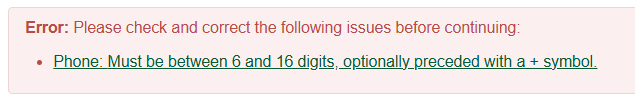 Error: Please check and correct the following issues before continuing:
• Phone: Must be between 6 and 16 digits, optionally preceded with a + symbol.